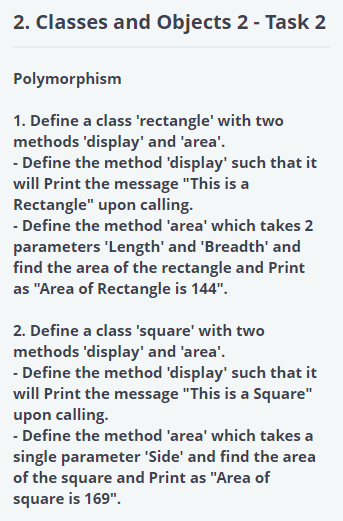 2. Classes and Objects 2 - Task 2
Polymorphism
1. Define a class 'rectangle' with two
methods 'display' and 'area'.
- Define the method 'display' such that it
will Print the message "This is a
Rectangle" upon calling.
- Define the method 'area' which takes 2
parameters 'Length' and 'Breadth' and
find the area of the rectangle and Print
as "Area of Rectangle is 144".
2. Define a class 'square' with two
methods 'display' and 'area'.
- Define the method 'display' such that it
will Print the message "This is a Square"
upon calling.
- Define the method 'area' which takes a
single parameter 'Side' and find the area
of the square and Print as "Area of
square is 169".